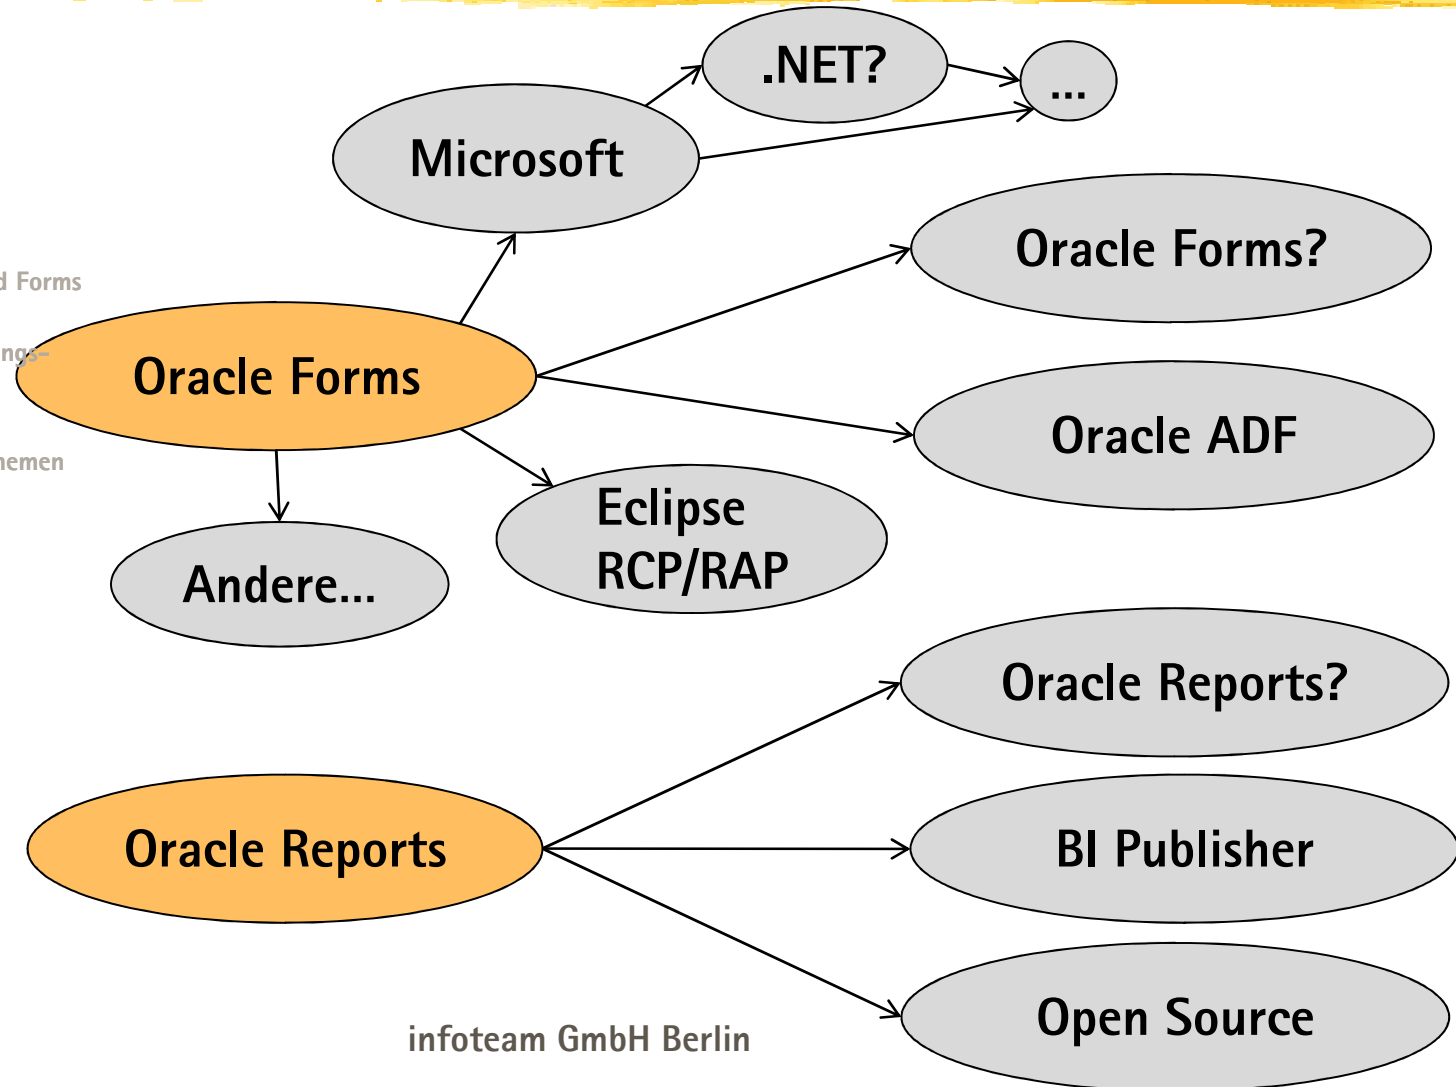 .NET?
...
Microsoft
Oracle Forms?
Forms
Oracle Forms
Oracle ADF
Eclipse
RCP/RAP
Andere...
Oracle Reports?
Oracle Reports
BI Publisher
Open Source
infoteam GmbH Berlin